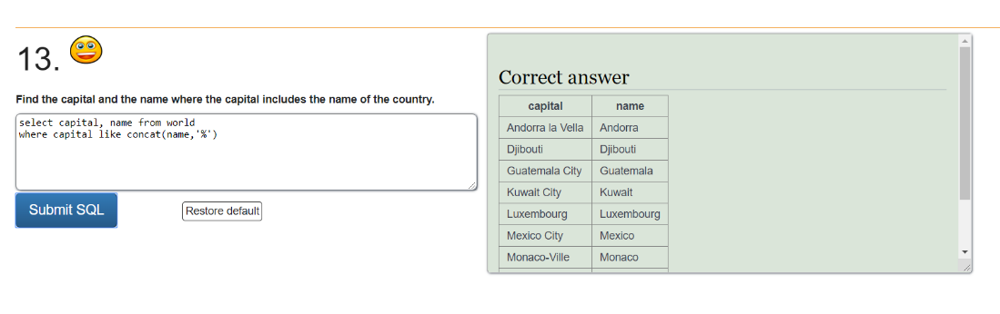 13.
Find the capital and the name where the capital includes the name of the country.
select capital, name from world
where capital like concat(name,'%')
Submit SQL
Restore default
Correct answer
capital name
Andorra la Vella Andorra
Djibouti Djibouti
Guatemala City Guatemala
Kuwait City Kuwait
Luxembourg Luxembourg
Mexico City Mexico
Monaco-Ville Monaco